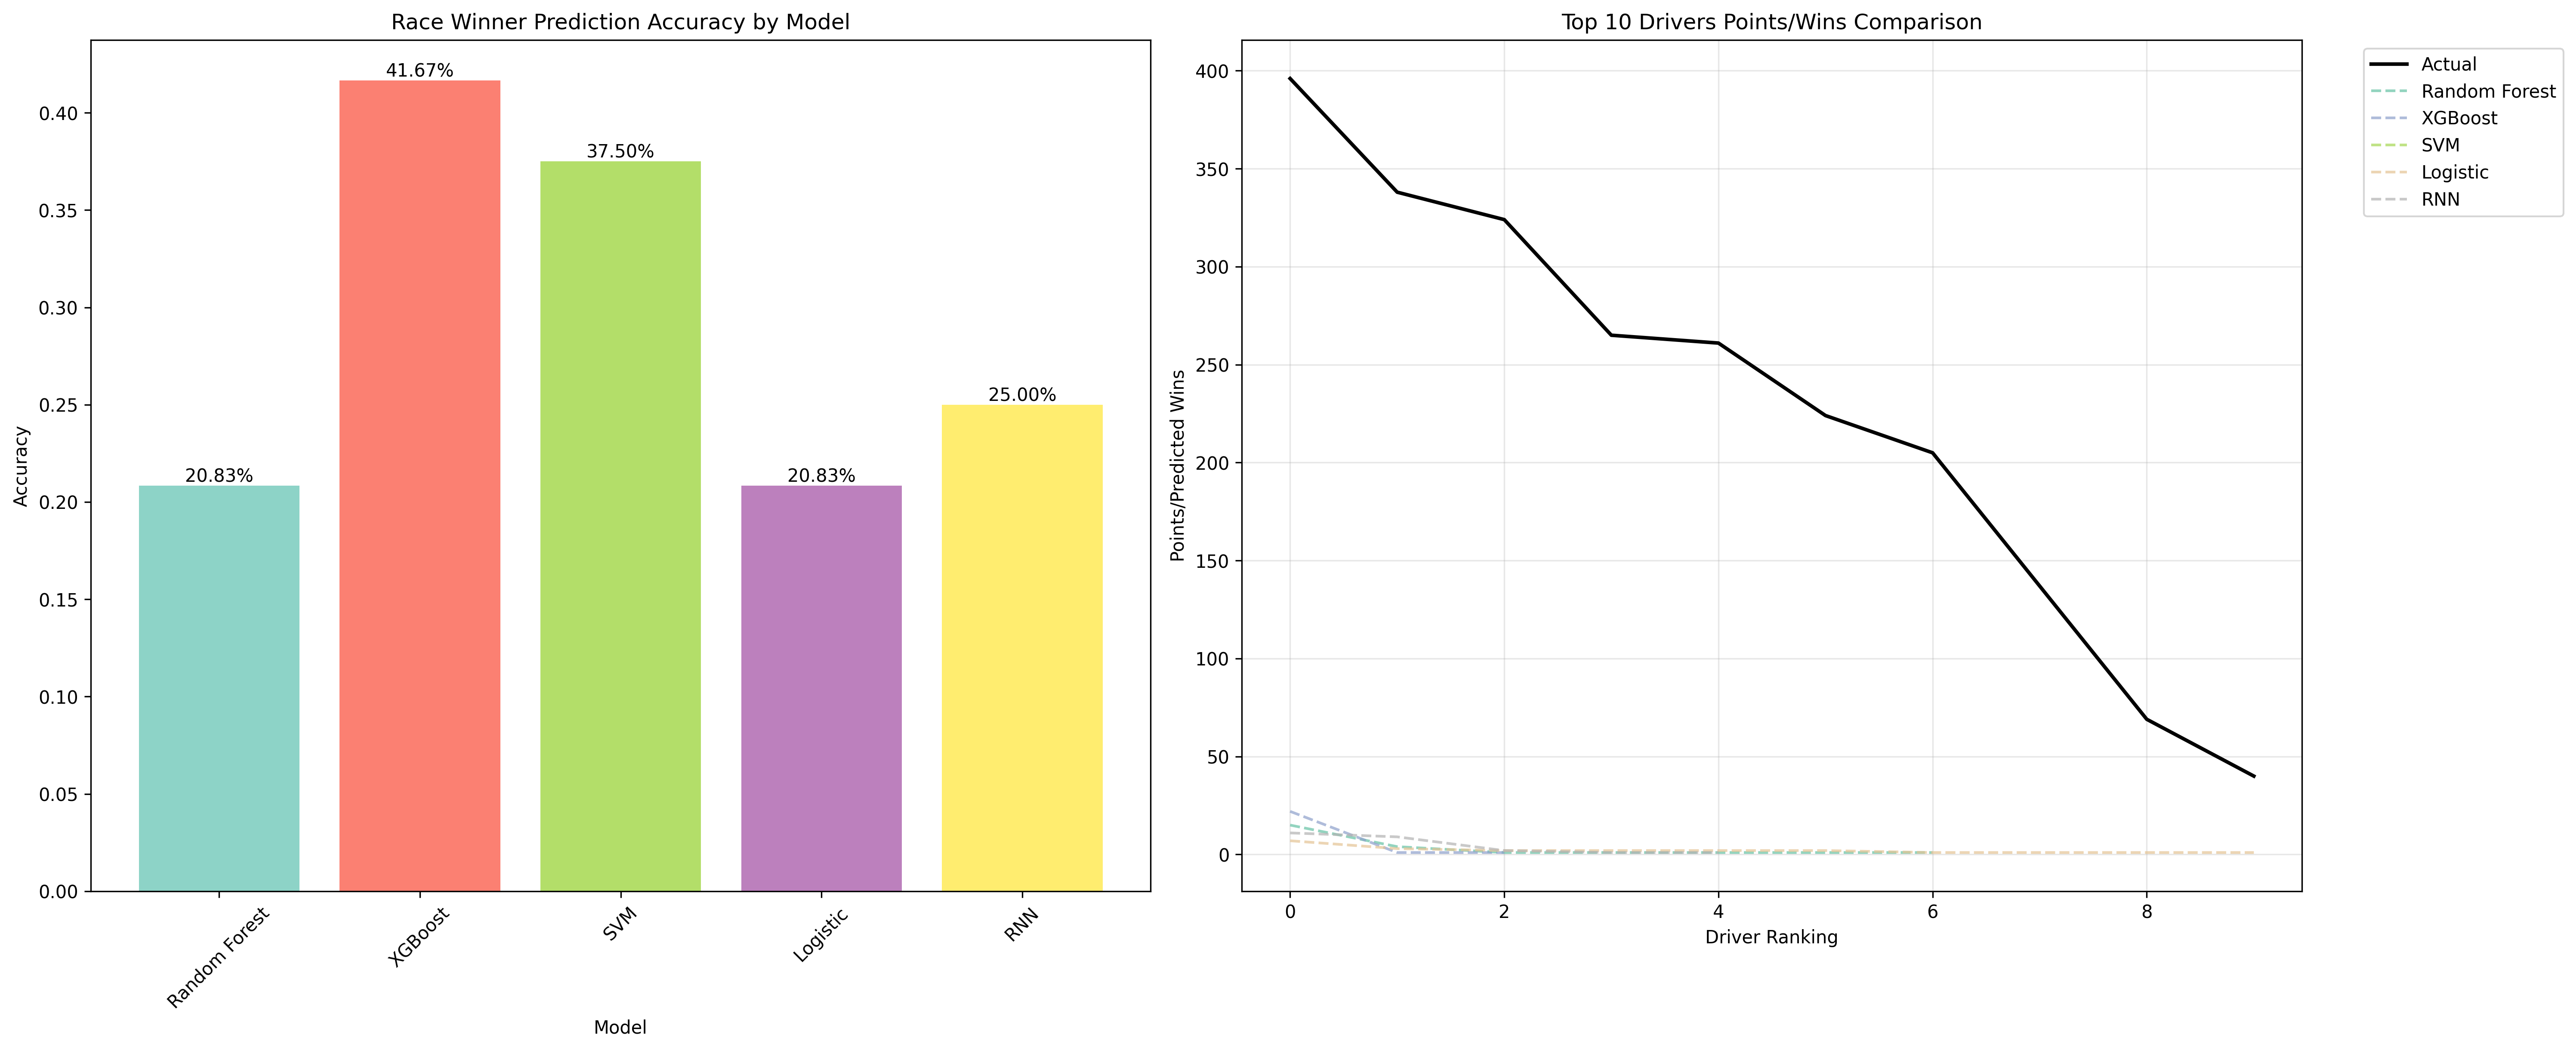 Race Winner Prediction Accuracy by Model
41.67%
37.50%
25.00%
20.83%
20.83%
Accuracy
0.40
0.35
0.30
0.25
0.20
0.15
0.10
0.05
0.00
Random Forest
XGBoost
SVM
Logistic
RNN
Model
Top 10 Drivers Points/Wins Comparison
Points/Predicted Wins
400
350
300
250
200
150
100
50
0
0
2
4
6
8
Driver Ranking
Actual
Random Forest
XGBoost
SVM
Logistic
RNN